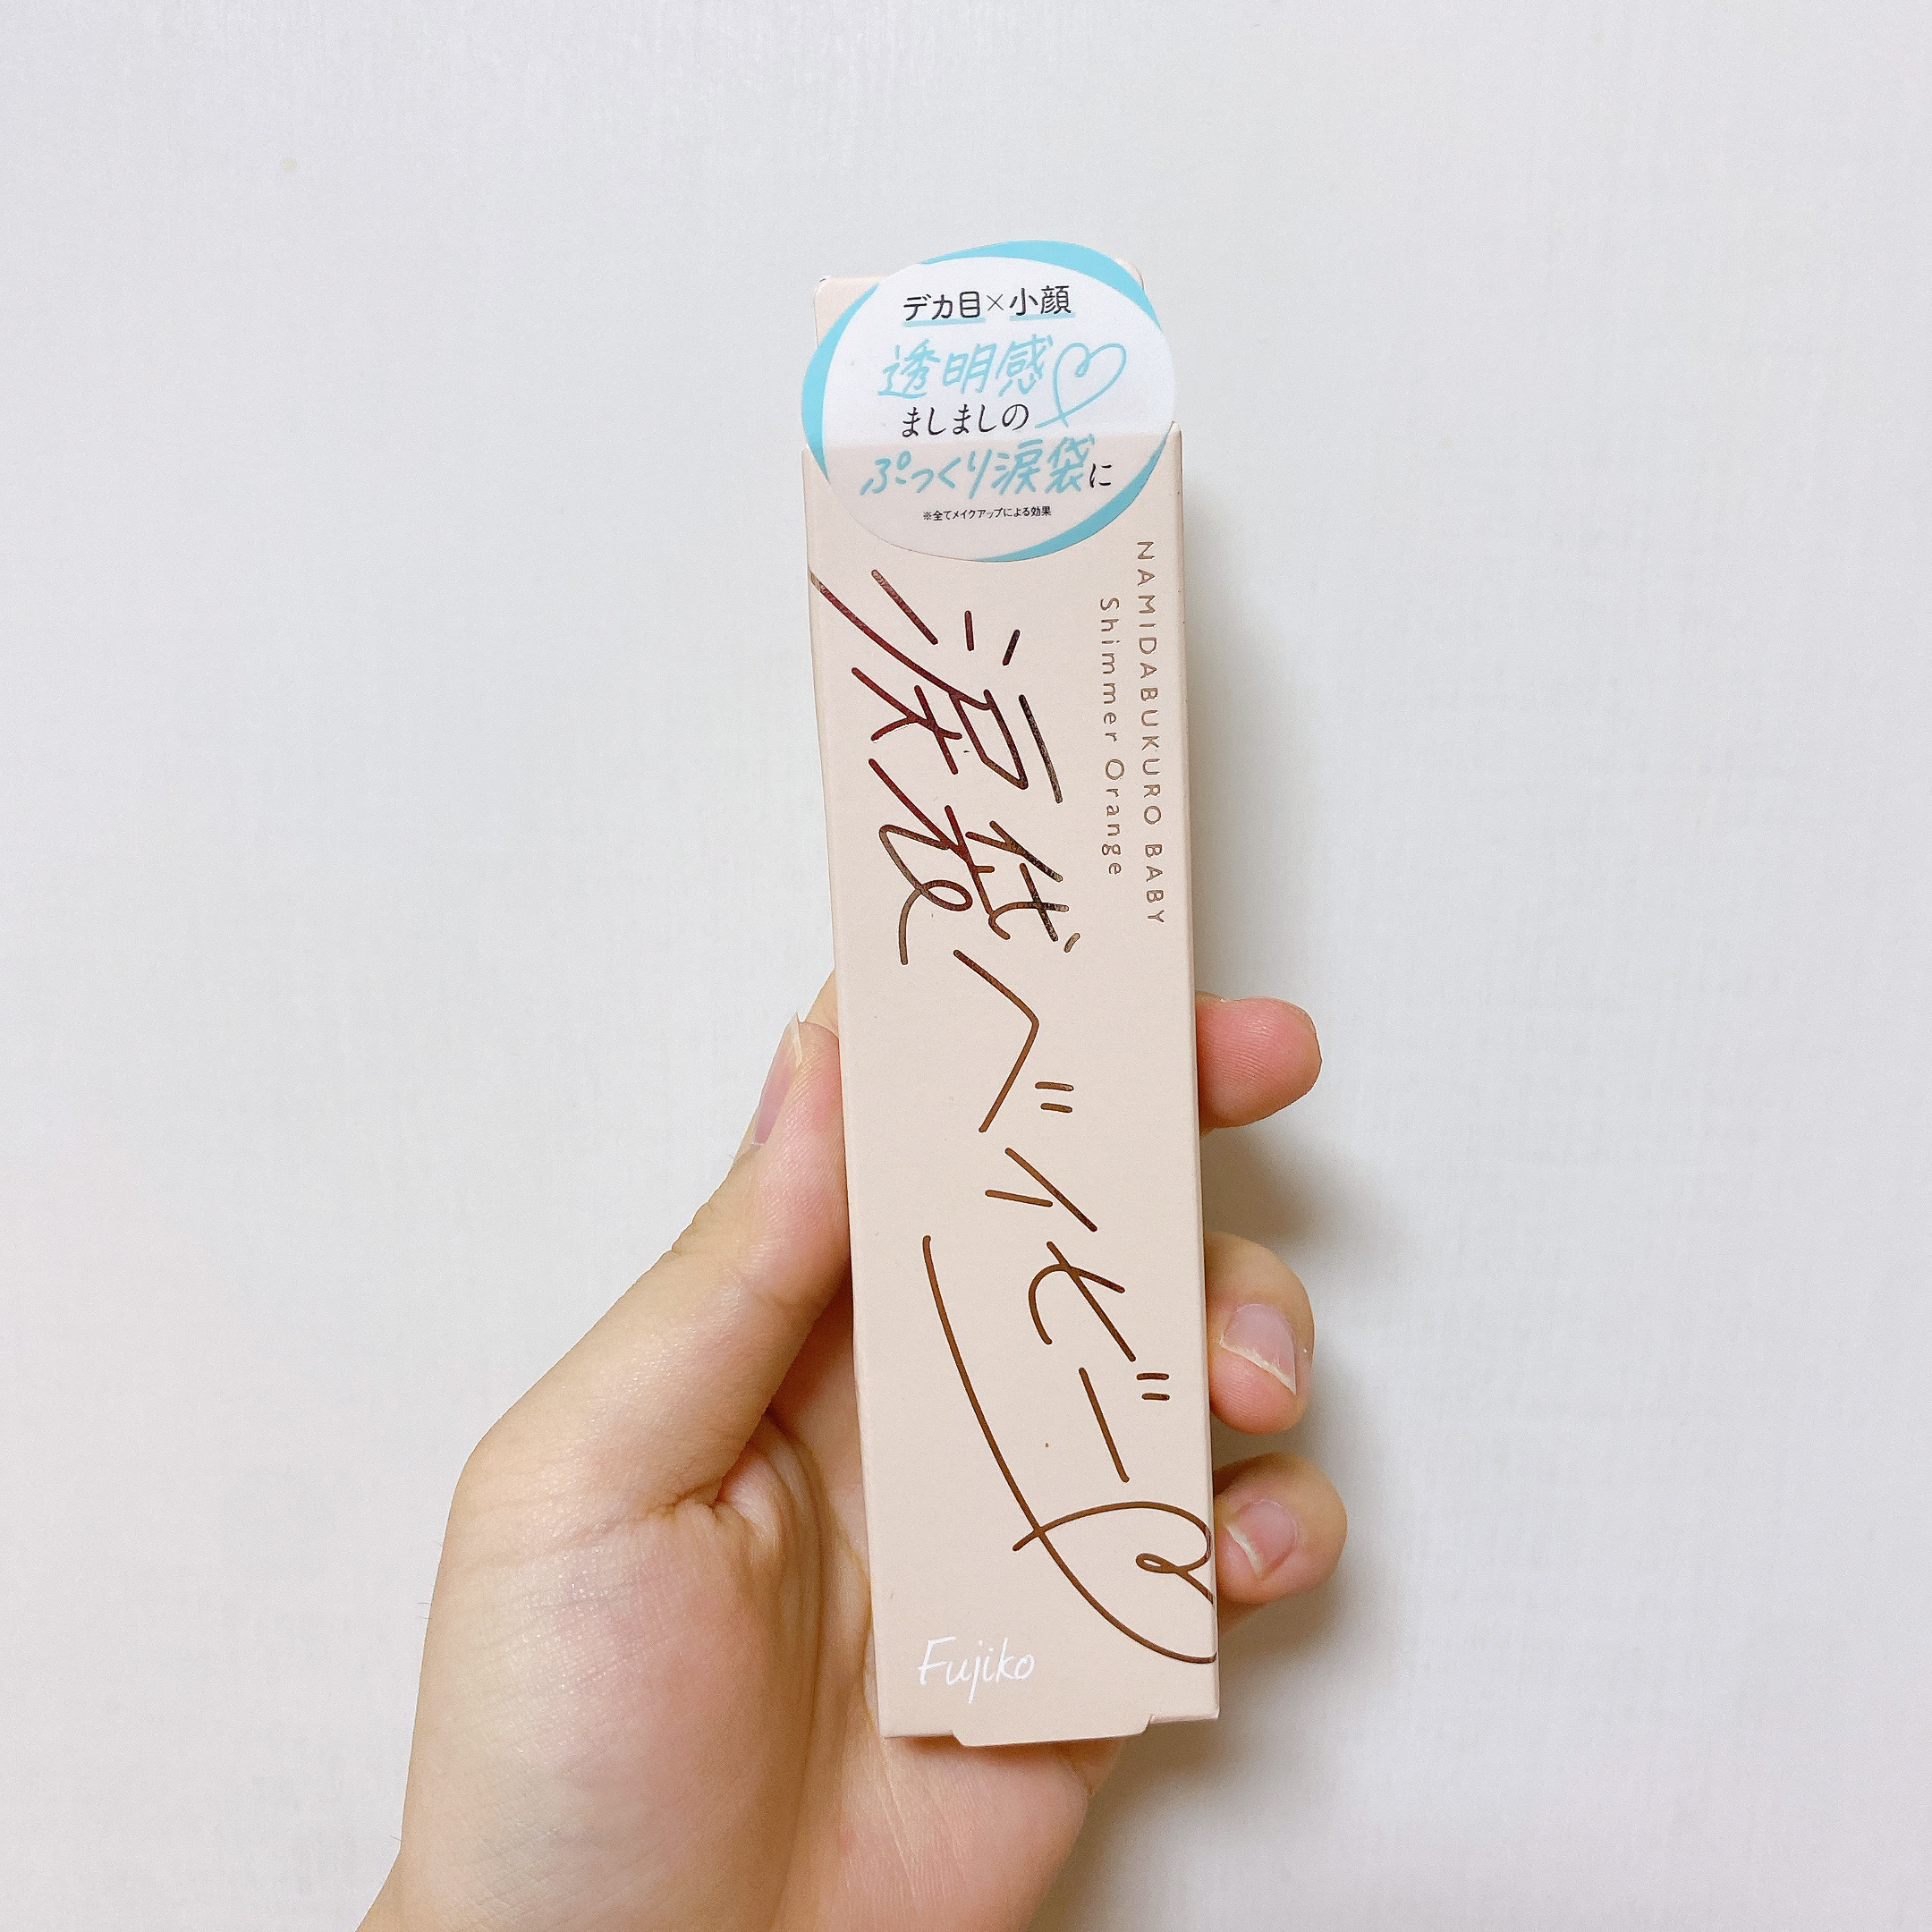 デカ目×小顔
透明感
ましましの
ぷっくり涙袋に
※全てメイクアップによる効果
NAMIDABUKURO BABY
Shimmer Orange
涙袋ベイビー
Fujiko